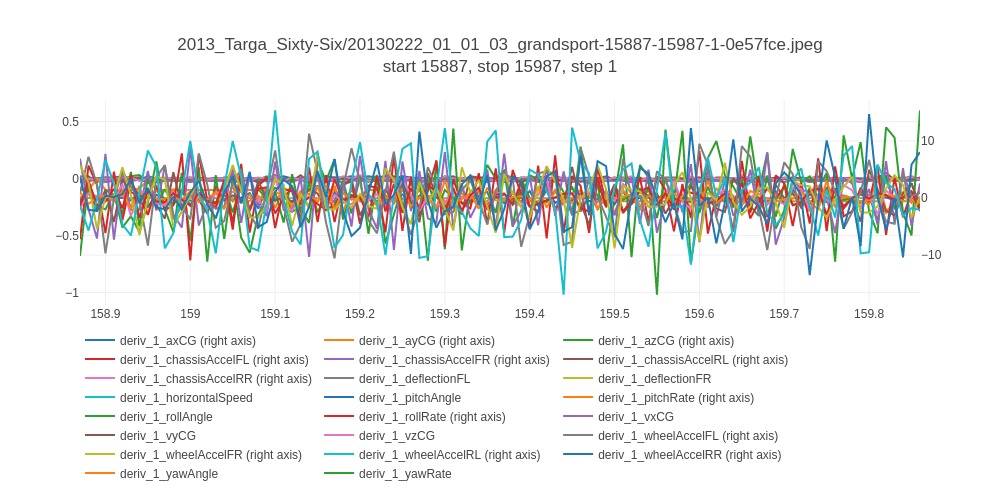 2013_Targa_Sixty-Six/20130222_01_01_03_grandsport-15887-15987-1-0e57fce.jpeg
start 15887, stop 15987, step 1
0.5
0
−0.5
−1
10
0
−10
158.9 159 159.1 159.2 159.3 159.4 159.5 159.6 159.7 159.8
deriv_1_axCG (right axis) deriv_1_ayCG (right axis) deriv_1_azCG (right axis)
deriv_1_chassisAccelFL (right axis) deriv_1_chassisAccelFR (right axis) deriv_1_chassisAccelRL (right axis)
deriv_1_chassisAccelRR (right axis) deriv_1_deflectionFL deriv_1_deflectionFR
deriv_1_horizontalSpeed deriv_1_pitchAngle deriv_1_pitchRate (right axis)
deriv_1_rollAngle deriv_1_rollRate (right axis) deriv_1_vxCG
deriv_1_vyCG deriv_1_vzCG deriv_1_wheelAccelFL (right axis)
deriv_1_wheelAccelFR (right axis) deriv_1_wheelAccelRL (right axis) deriv_1_wheelAccelRR (right axis)
deriv_1_yawAngle deriv_1_yawRate